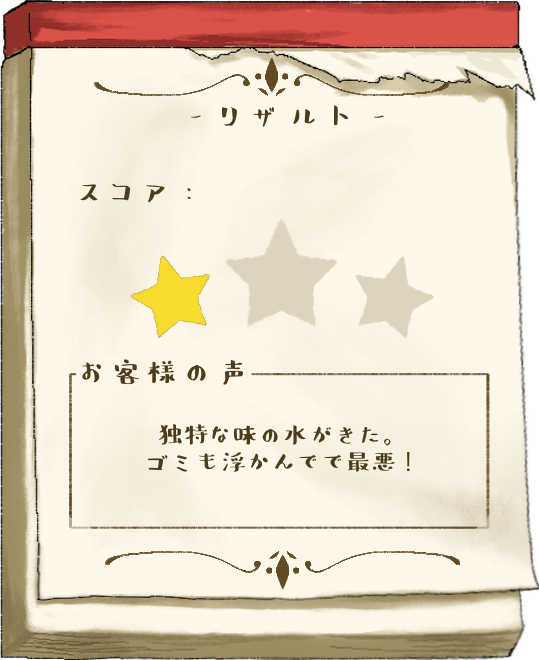 - リザルト -
スコア：
お客様の声
独特な味の水がきた。
ゴミも浮かんでで最悪！